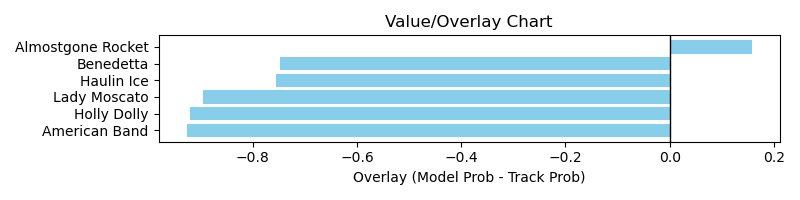 Value/Overlay Chart
Almostgone Rocket
Benedetta
Haulin Ice
Lady Moscato
Holly Dolly
American Band
−0.8 −0.6 −0.4 −0.2 0.0 0.2
Overlay (Model Prob - Track Prob)